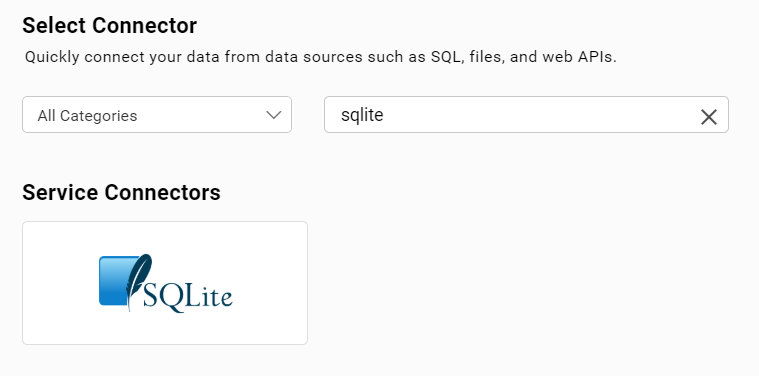 Select Connector
Quickly connect your data from data sources such as SQL, files, and web APIs.
All Categories
sqlite
Service Connectors
SQLite